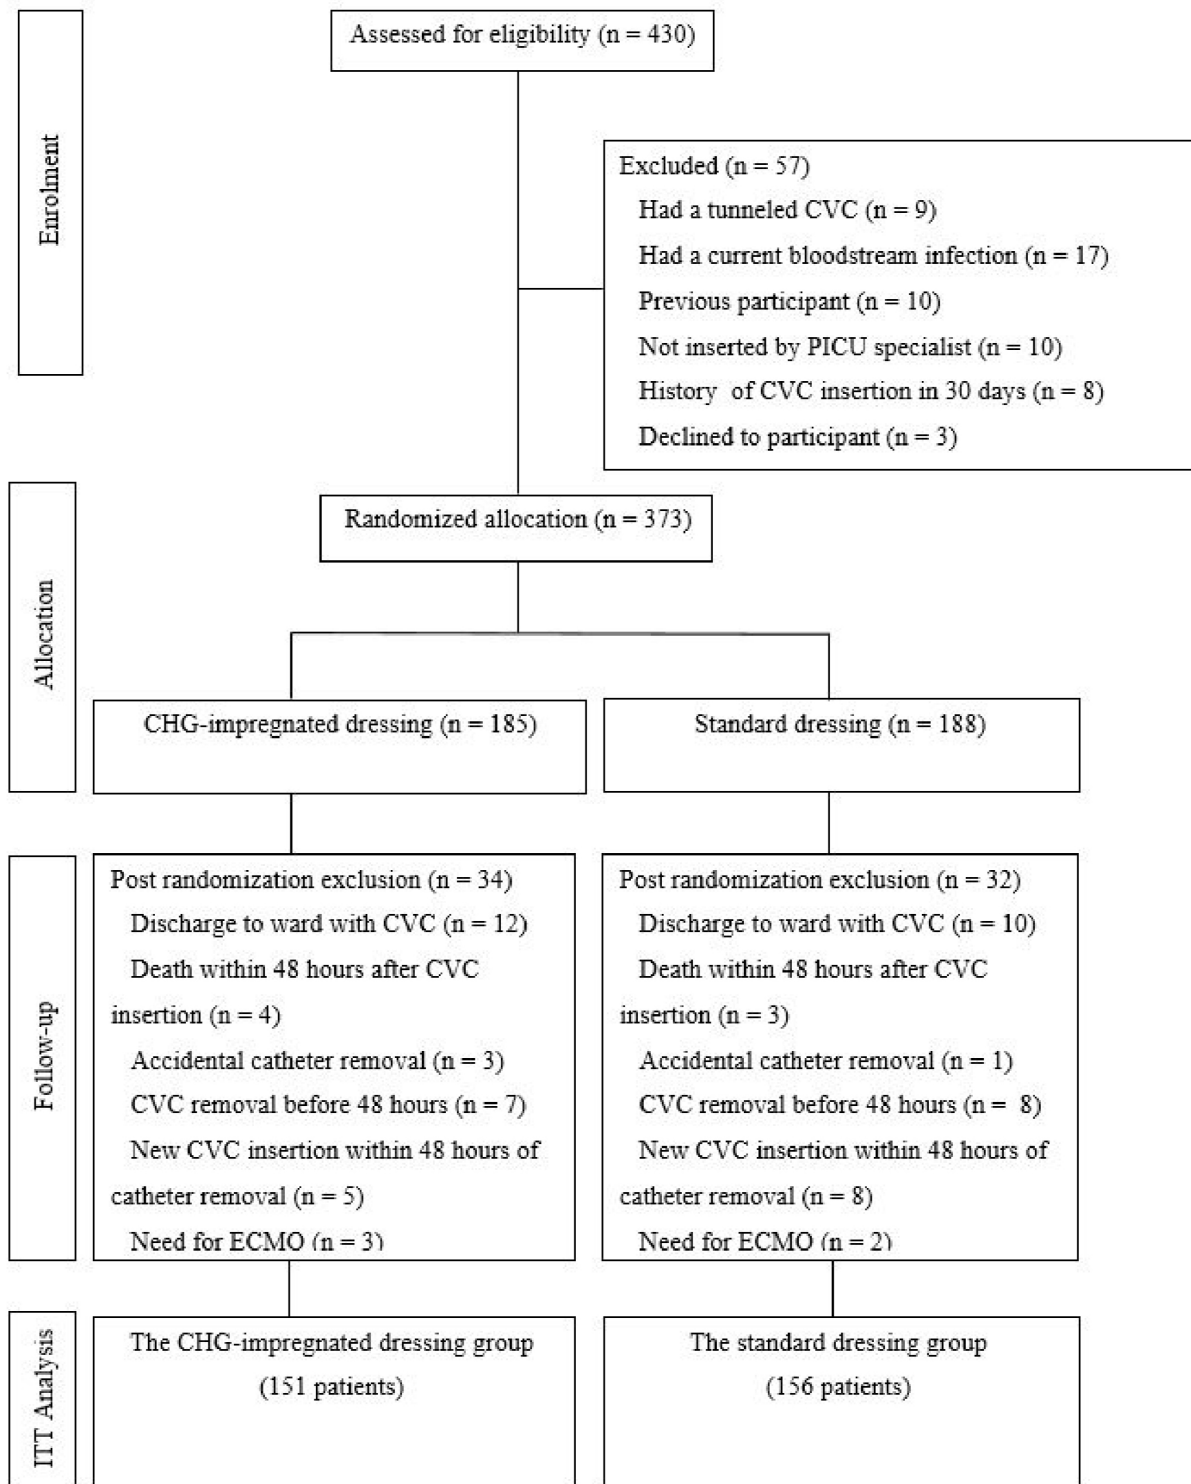 Enrolment
Assessed for eligibility (n = 430)
Excluded (n = 57)
Had a tunneled CVC (n = 9)
Had a current bloodstream infection (n = 17)
Previous participant (n = 10)
Not inserted by PICU specialist (n = 10)
History  of CVC insertion in 30 days (n = 8)
Declined to participant (n = 3)
Allocation
Randomized allocation (n = 373)
CHG-impregnated dressing (n = 185)
Standard dressing (n = 188)
Follow-up
Post randomization exclusion (n = 34)
Discharge to ward with CVC (n = 12)
Death within 48 hours after CVC
insertion (n = 4)
Accidental catheter removal (n = 3)
CVC removal before 48 hours (n = 7)
New CVC insertion within 48 hours of
catheter removal (n = 5)
Need for ECMO (n = 3)
Post randomization exclusion (n = 32)
Discharge to ward with CVC (n = 10)
Death within 48 hours after CVC
insertion (n = 3)
Accidental catheter removal (n = 1)
CVC removal before 48 hours (n =  8)
New CVC insertion within 48 hours of
catheter removal (n = 8)
Need for ECMO (n = 2)
ITT Analysis
The CHG-impregnated dressing group
(151 patients)
The standard dressing group
(156 patients)